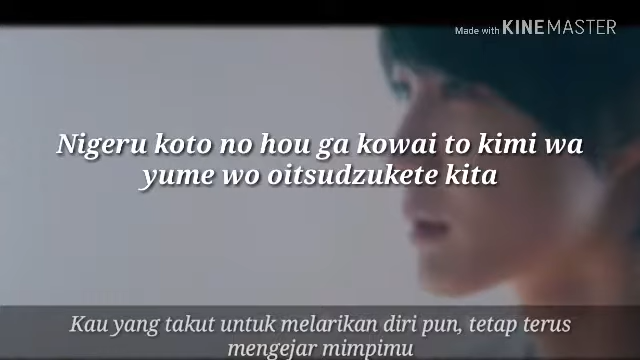 Made with KINEMASTER
Nigeru koto no hou ga kowai to kimi wa
yume wo oitsudzukete kita
Kau yang takut untuk melarikan diri pun, tetap terus
mengejar mimpimu